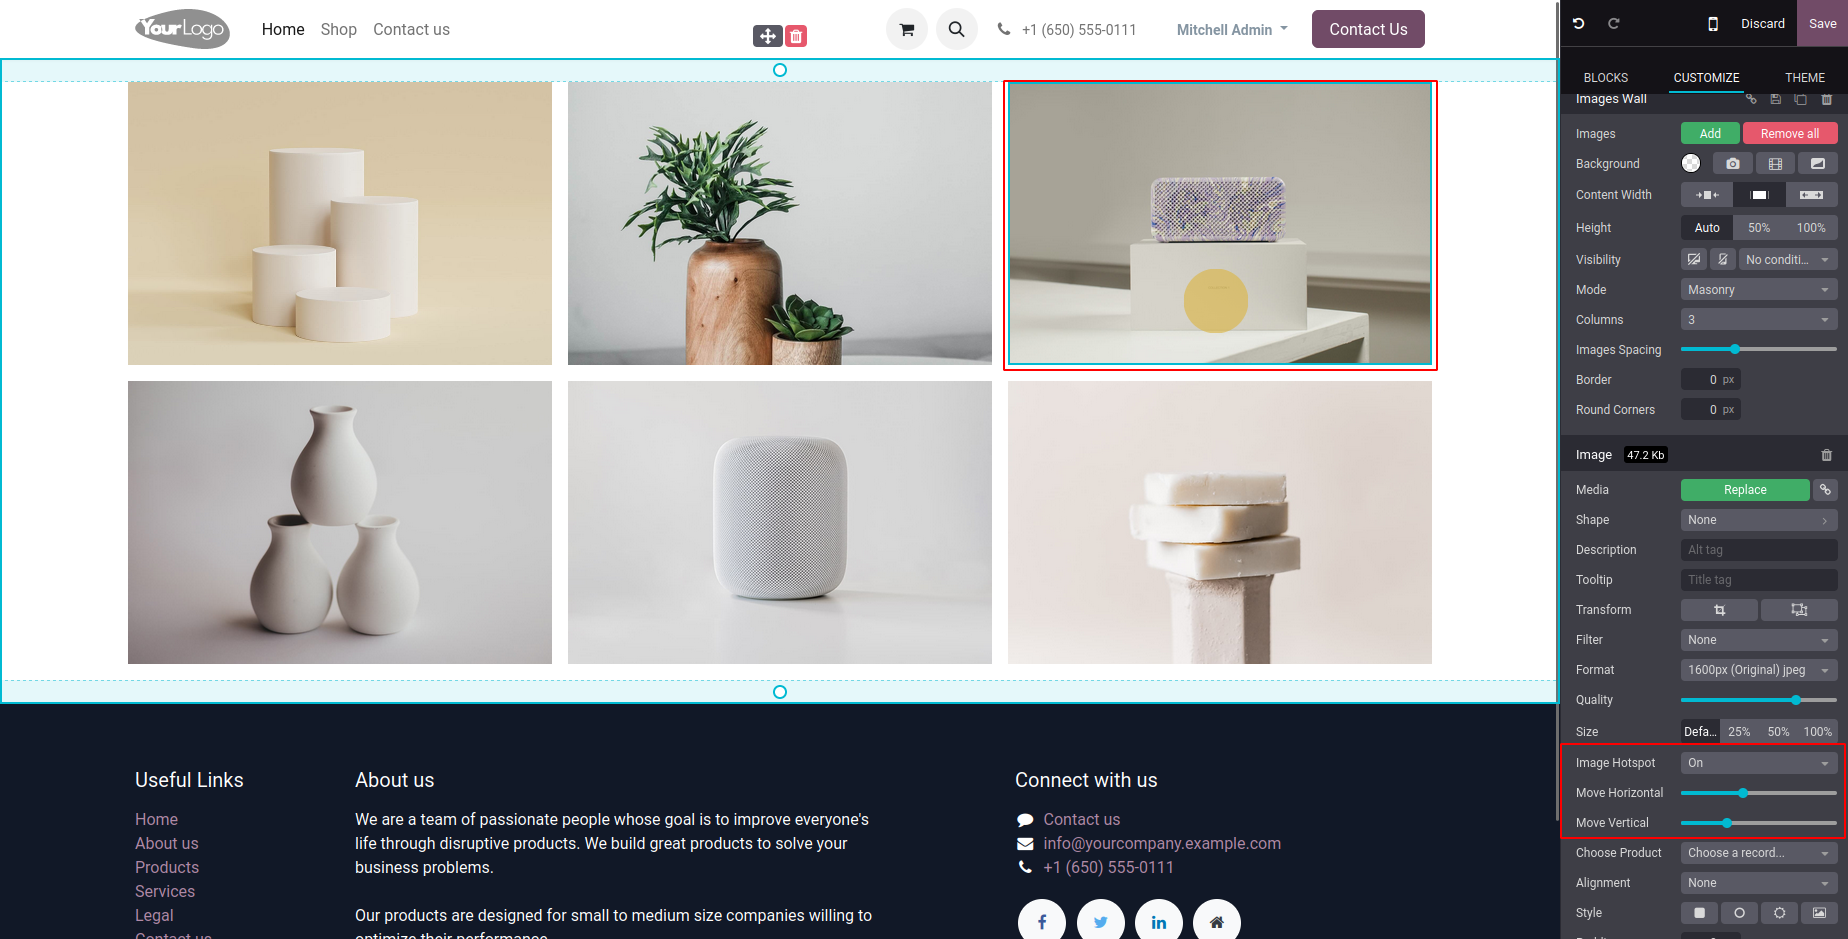 YourLogo
Home
Shop
Contact us
+1 (650) 555-0111
Mitchell Admin
Contact Us
Discard
Save
BLOCKS
CUSTOMIZE
THEME
Images Wall
Images
Add
Remove all
Background
Content Width
Height
Auto
50%
100%
Visibility
No conditi...
Mode
Masonry
Columns
3
Images Spacing
Border
0 px
Round Corners
0 px
Image
47.2 Kb
Media
Replace
Shape
None
Description
Alt tag
Tooltip
Title tag
Transform
Filter
None
Format
1600px (Original) jpeg
Quality
Size
Defa...
25%
50%
100%
Image Hotspot
On
Move Horizontal
Move Vertical
Choose Product
Choose a record...
Alignment
None
Style
Useful Links
Home
About us
Products
Services
Legal
Contact us
About us
We are a team of passionate people whose goal is to improve everyone's
life through disruptive products. We build great products to solve your
business problems.
Our products are designed for small to medium size companies willing to
optimize their performance.
Connect with us
Contact us
info@yourcompany.example.com
+1 (650) 555-0111